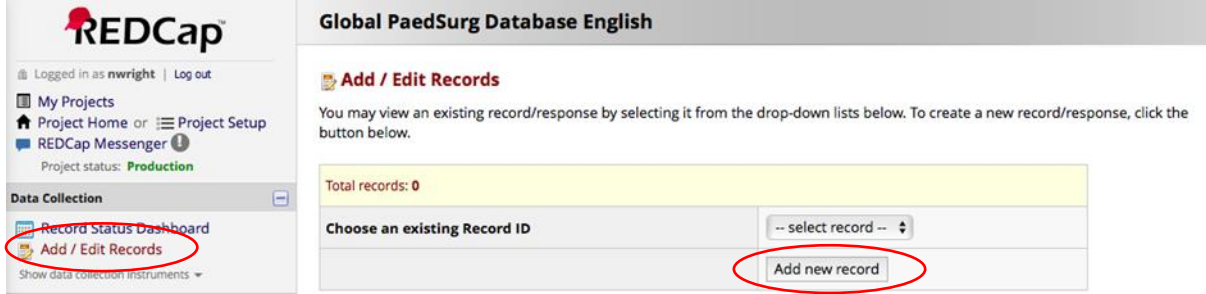 REDCap™
Logged in as nwright | Log out
My Projects
Project Home or Project Setup
REDCap Messenger
Project status: Production
Data Collection
Record Status Dashboard
Add / Edit Records
Show data collection instruments
Global PaedSurg Database English
Add / Edit Records
You may view an existing record/response by selecting it from the drop-down lists below. To create a new record/response, click the
button below.
Total records: 0
Choose an existing Record ID
-- select record --
Add new record